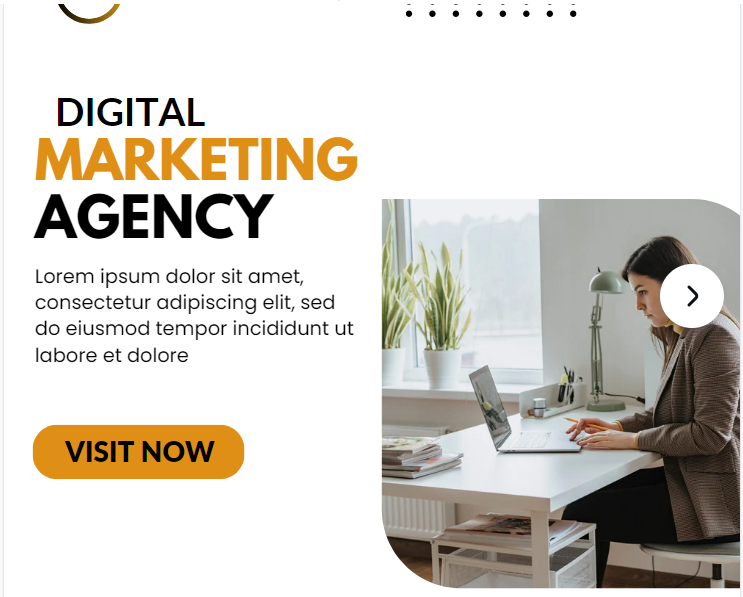 DIGITAL
MARKETING
AGENCY
Lorem ipsum dolor sit amet,
consectetur adipiscing elit, sed
do eiusmod tempor incididunt ut
labore et dolore
VISIT NOW